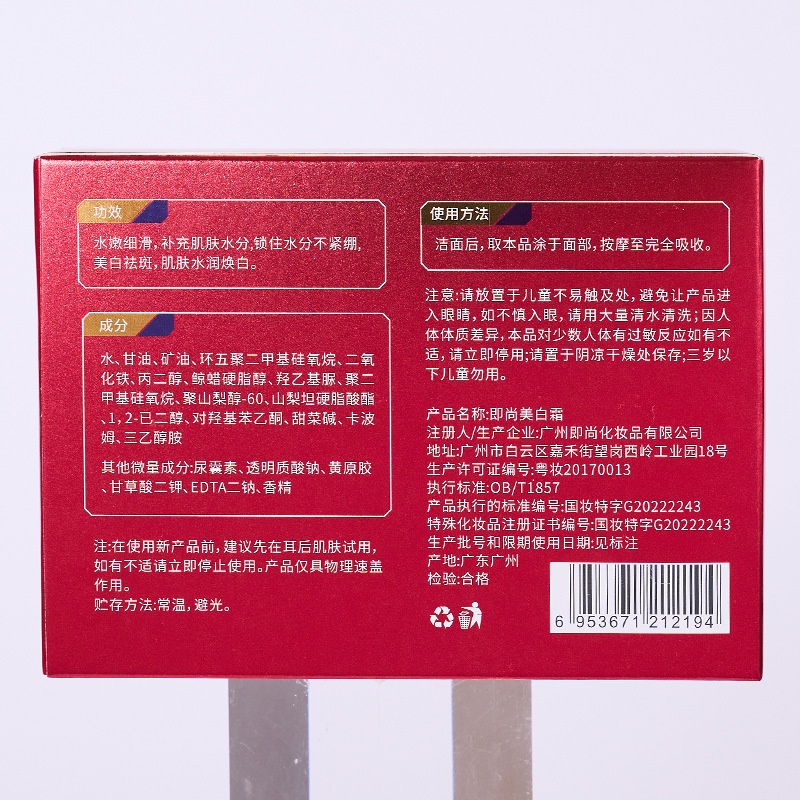 功效
水嫩细滑,补充肌肤水分,锁住水分不紧绷,
美白祛斑,肌肤水润焕白。
成分
水、甘油、矿油、环五聚二甲基硅氧烷、二氧
化铁、丙二醇、鲸蜡硬脂醇、羟乙基脲、聚二
甲基硅氧烷、聚山梨醇-60、山梨坦硬脂酸酯
、1,2-已二醇、对羟基苯乙酮、甜菜碱、卡波
姆、三乙醇胺
其他微量成分:尿囊素、透明质酸钠、黄原胶
、甘草酸二钾、EDTA二钠、香精
注:在使用新产品前,建议先在耳后肌肤试用,
如有不适请立即停止使用。产品仅具物理速盖
作用。
贮存方法:常温,避光。
使用方法
洁面后,取本品涂于面部,按摩至完全吸收。
注意:请放置于儿童不易触及处,避免让产品进
入眼睛,如不慎入眼,请用大量清水清洗;因人
体体质差异,本品对少数人体有过敏反应如有不
适,请立即停用;请置于阴凉干燥处保存;三岁以
下儿童勿用。
产品名称:即尚美白霜
注册人/生产企业:广州即尚化妆品有限公司
地址:广州市白云区嘉禾街望岗西岭工业园18号
生产许可证编号:粤妆20170013
执行标准:OB/T1857
产品执行的标准编号:国妆特字G20222243
特殊化妆品注册证书编号:国妆特字G20222243
生产批号和限期使用日期:见标注
产地:广东广州
检验:合格
6 953671 212194